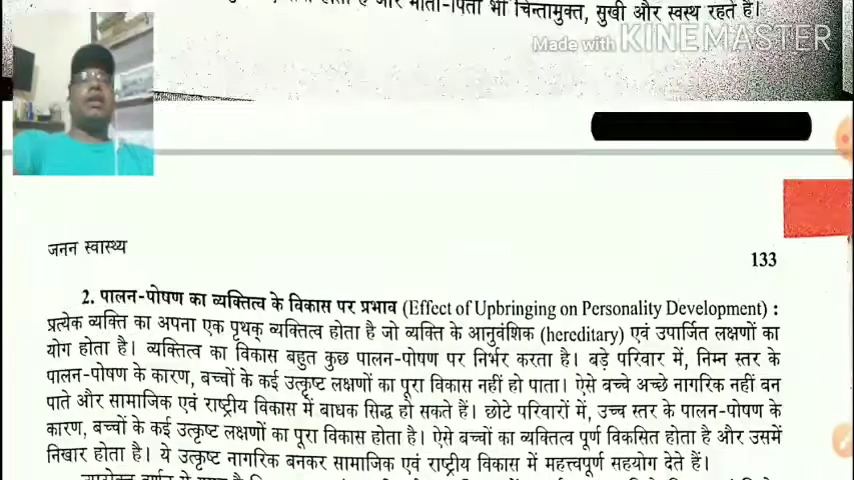 और माता-पिता भी चिन्तामुक्त, सुखी और स्वस्थ रहते हैं।
Made with KINEMASTER
जनन स्वास्थ्य
133
2. पालन-पोषण का व्यक्तित्व के विकास पर प्रभाव (Effect of Upbringing on Personality Development) :
प्रत्येक व्यक्ति का अपना एक पृथक् व्यक्तित्व होता है जो व्यक्ति के आनुवंशिक (hereditary) एवं उपार्जित लक्षणों का
योग होता है। व्यक्तित्व का विकास बहुत कुछ पालन-पोषण पर निर्भर करता है। बड़े परिवार में, निम्न स्तर के
पालन-पोषण के कारण, बच्चों के कई उत्कृष्ट लक्षणों का पूरा विकास नहीं हो पाता। ऐसे बच्चे अच्छे नागरिक नहीं बन
पाते और सामाजिक एवं राष्ट्रीय विकास में बाधक सिद्ध हो सकते हैं। छोटे परिवारों में, उच्च स्तर के पालन-पोषण के
कारण, बच्चों के कई उत्कृष्ट लक्षणों का पूरा विकास होता है। ऐसे बच्चों का व्यक्तित्व पूर्ण विकसित होता है और उसमें
निखार होता है। ये उत्कृष्ट नागरिक बनकर सामाजिक एवं राष्ट्रीय विकास में महत्त्वपूर्ण सहयोग देते हैं।